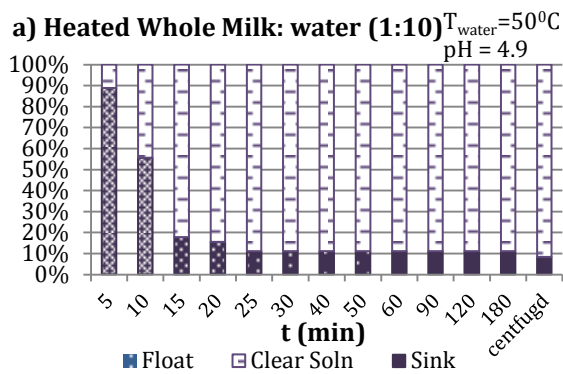 a) Heated Whole Milk: water (1:10) T_water=50⁰C
pH = 4.9
100%
90%
80%
70%
60%
50%
40%
30%
20%
10%
0%
5 10 15 20 25 30 40 50 60 90 120 180 centfugd
t (min)
Float Clear Soln Sink